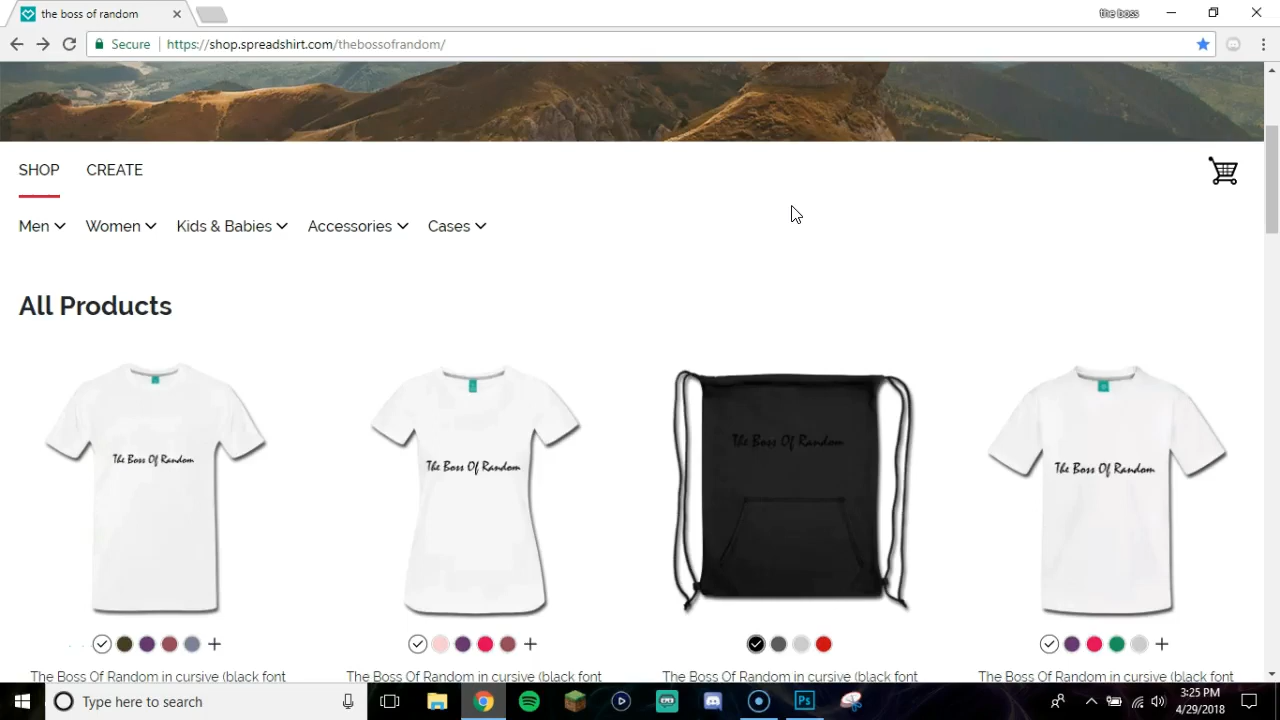 the boss of random
the boss
Secure
https://shop.spreadshirt.com/thebossofrandom/
SHOP CREATE
Men Women Kids & Babies Accessories Cases
All Products
The Boss Of Random
The Boss Of Random
The Boss Of Random
The Boss Of Random
The Boss Of Random in cursive (black font
The Boss Of Random in cursive (black font
The Boss Of Random in cursive (black font
The Boss Of Random in cursive (black font
Type here to search
Ps
3:25 PM
4/29/2018